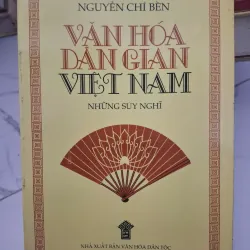 NGUYỄN CHÍ BỀN
VĂN HÓA
DÂN GIAN
VIỆT NAM
NHỮNG SUY NGHĨ
NHÀ XUẤT BẢN VĂN HÓA DÂN TỘC